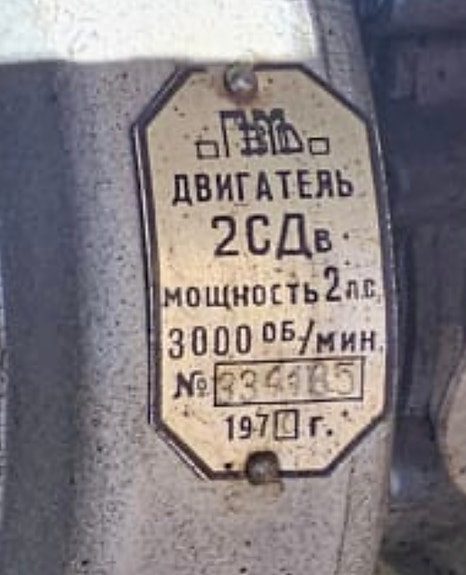 ДВИГАТЕЛЬ
2СДв
МОЩНОСТЬ 2 Л.С.
3000 ОБ/МИН.
№
197 г.